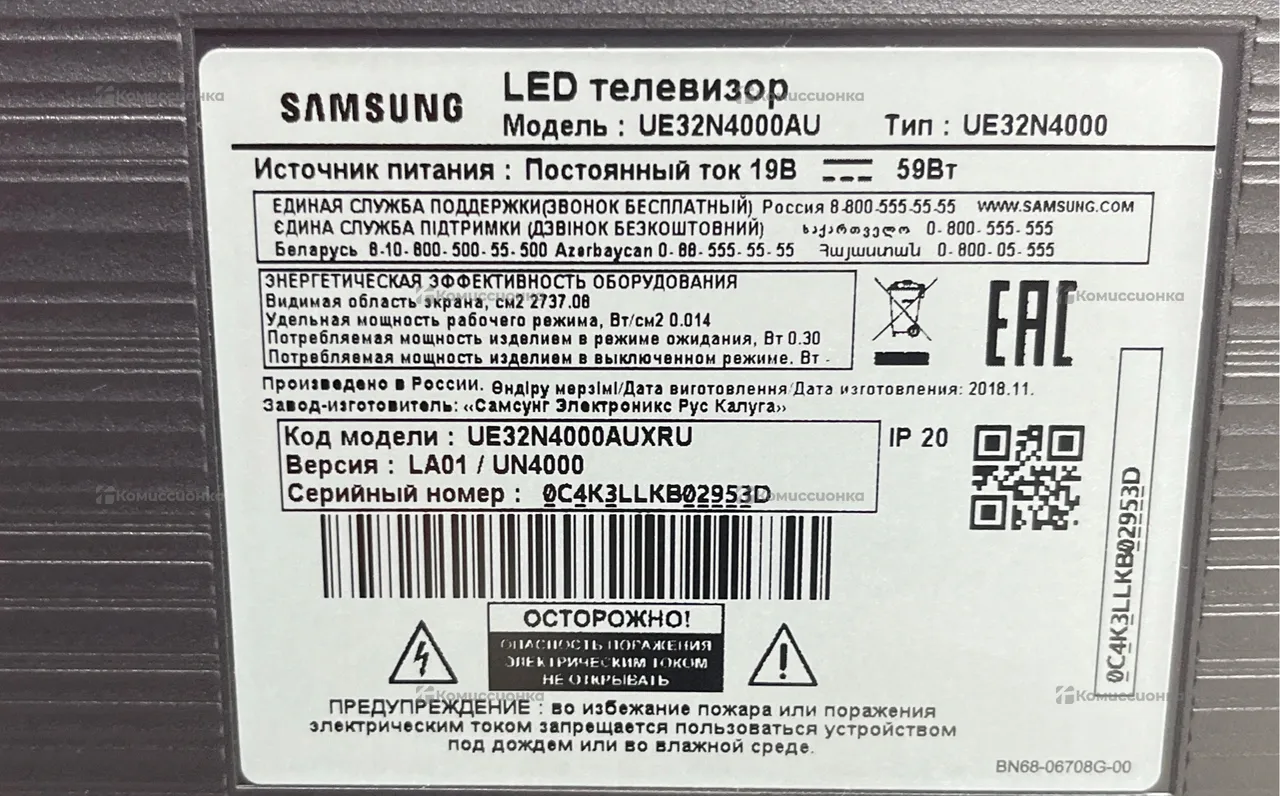 SAMSUNG
LED телевизор
Модель : UE32N4000AU Тип : UE32N4000
Источник питания : Постоянный ток 19В 59Вт
ЕДИНАЯ СЛУЖБА ПОДДЕРЖКИ(ЗВОНОК БЕСПЛАТНЫЙ) Россия 8-800-555-55-55 WWW.SAMSUNG.COM
ЄДИНА СЛУЖБА ПІДТРИМКИ (ДЗВІНОК БЕЗКОШТОВНИЙ) საქართველო 0-800-555-555
Беларусь 8-10-800-500-55-500 Azərbaycan 0-88-555-55-55 Հայաստան 0-800-05-555
ЭНЕРГЕТИЧЕСКАЯ ЭФФЕКТИВНОСТЬ ОБОРУДОВАНИЯ
Видимая область экрана, см2 2737.08
Удельная мощность рабочего режима, Вт/см2 0.014
Потребляемая мощность изделием в режиме ожидания, Вт 0.30
Потребляемая мощность изделием в выключенном режиме. Вт -
EAC
Произведено в России. Өндіру мерзімі/Дата виготовлення/Дата изготовления: 2018.11.
Завод-изготовитель: «Самсунг Электроникс Рус Калуга»
Код модели : UE32N4000AUXRU
IP 20
Версия : LA01 / UN4000
Серийный номер : 0C4K3LLKB02953D
0C4K3LLKB02953D
ОСТОРОЖНО!
ОПАСНОСТЬ ПОРАЖЕНИЯ
ЭЛЕКТРИЧЕСКИМ ТОКОМ
НЕ ОТКРЫВАТЬ
ПРЕДУПРЕЖДЕНИЕ : во избежание пожара или поражения
электрическим током запрещается пользоваться устройством
под дождем или во влажной среде.
BN68-06708G-00
Комиссионка
Комиссионка
Комиссионка
Комиссионка
Комиссионка
Комиссионка
Комиссионка
Комиссионка